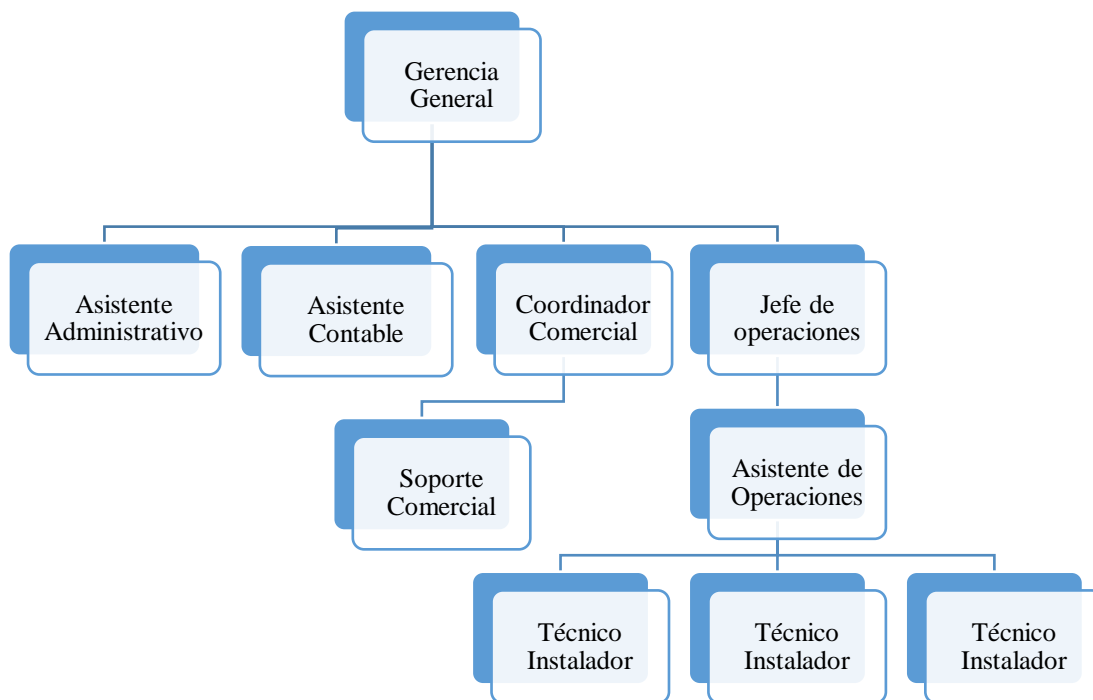 Gerencia
General
Asistente
Administrativo
Asistente
Contable
Coordinador
Comercial
Jefe de
operaciones
Soporte
Comercial
Asistente de
Operaciones
Técnico
Instalador
Técnico
Instalador
Técnico
Instalador